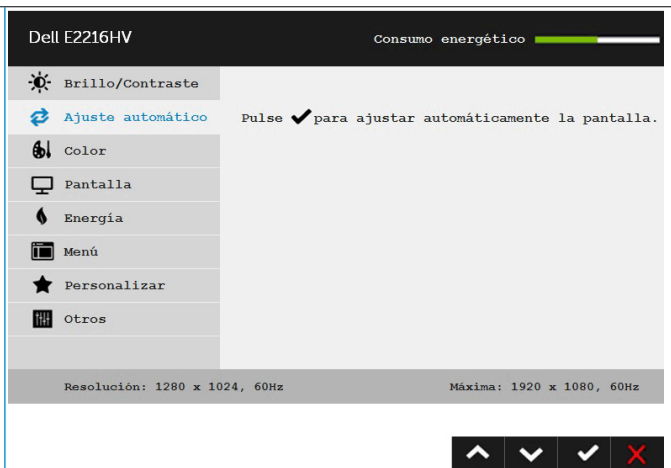 Dell E2216HV
Consumo energético
Brillo/Contraste
Ajuste automático
Color
Pantalla
Energía
Menú
Personalizar
Otros
Pulse ✔para ajustar automáticamente la pantalla.
Resolución: 1280 x 1024, 60Hz
Máxima: 1920 x 1080, 60Hz